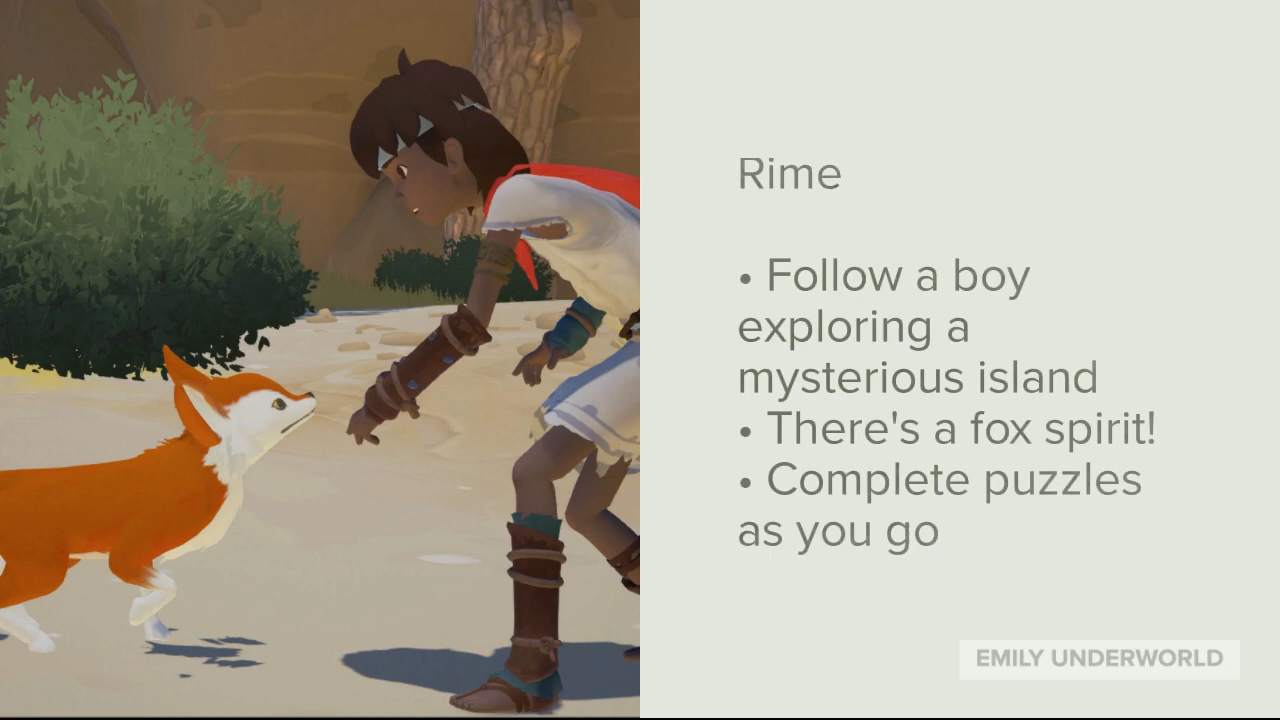 Rime
• Follow a boy
exploring a
mysterious island
• There's a fox spirit!
• Complete puzzles
as you go
EMILY UNDERWORLD